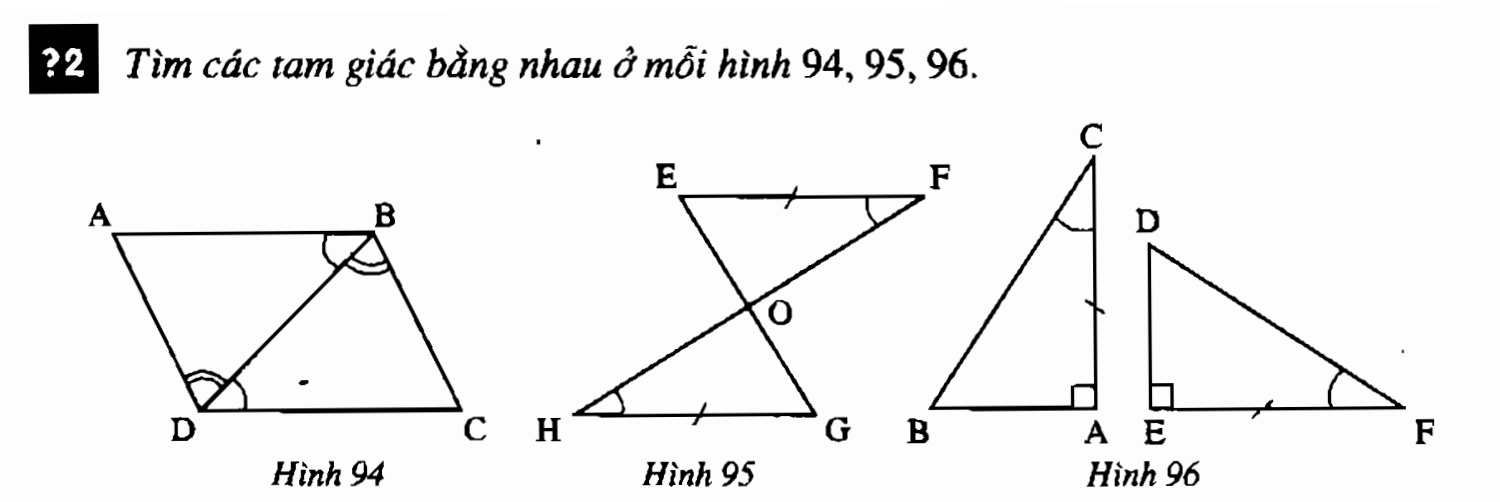 ?2 Tìm các tam giác bằng nhau ở mỗi hình 94, 95, 96.
A B D C
Hình 94
E F O H G
Hình 95
C D B A E F
Hình 96